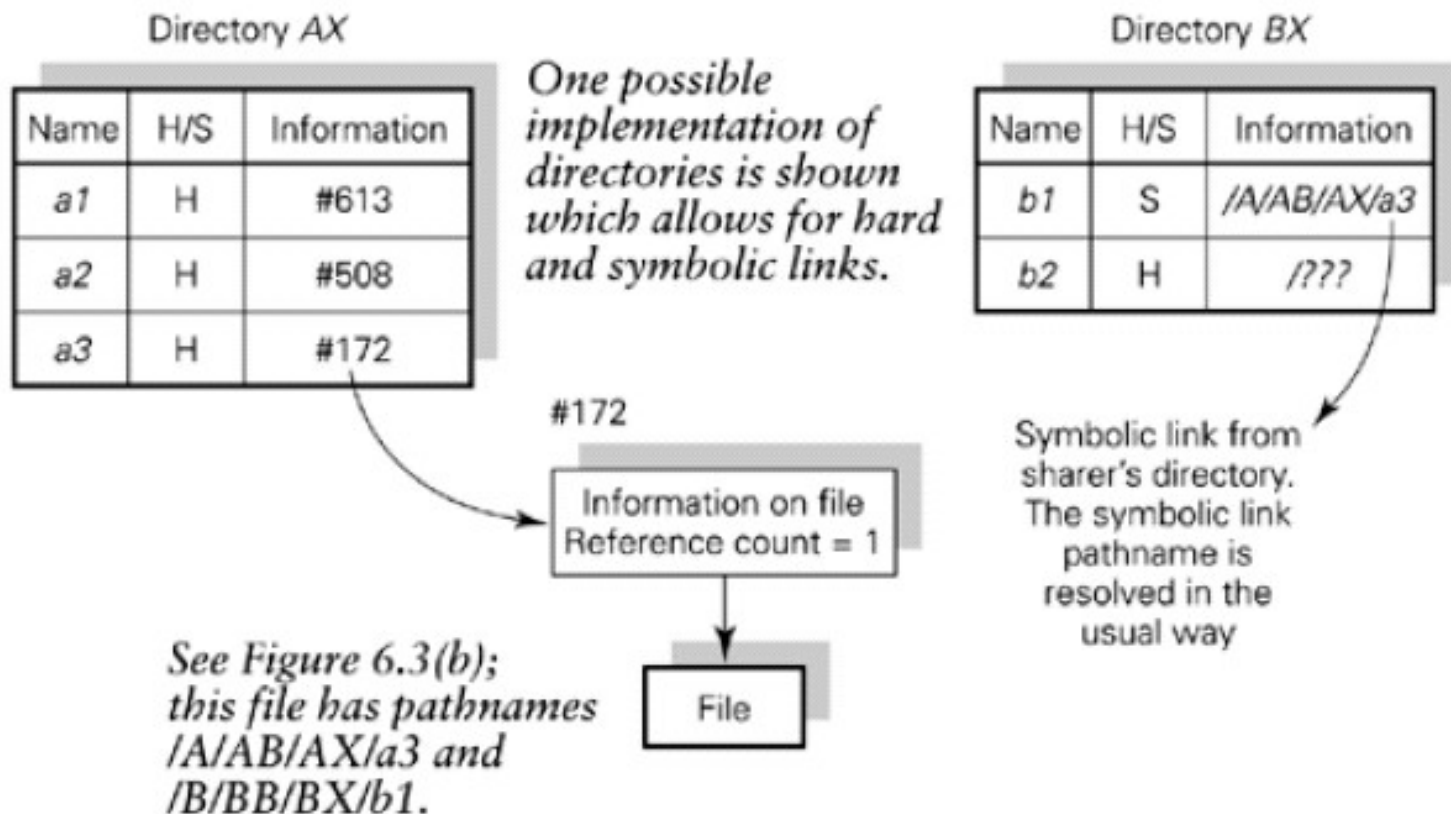 Directory AX
Directory BX
Name H/S Information
a1 H #613
a2 H #508
a3 H #172
One possible
implementation of
directories is shown
which allows for hard
and symbolic links.
Name H/S Information
b1 S /A/AB/AX/a3
b2 H /???
#172
Information on file
Reference count = 1
File
Symbolic link from
sharer's directory.
The symbolic link
pathname is
resolved in the
usual way
See Figure 6.3(b);
this file has pathnames
/A/AB/AX/a3 and
/B/BB/BX/b1.